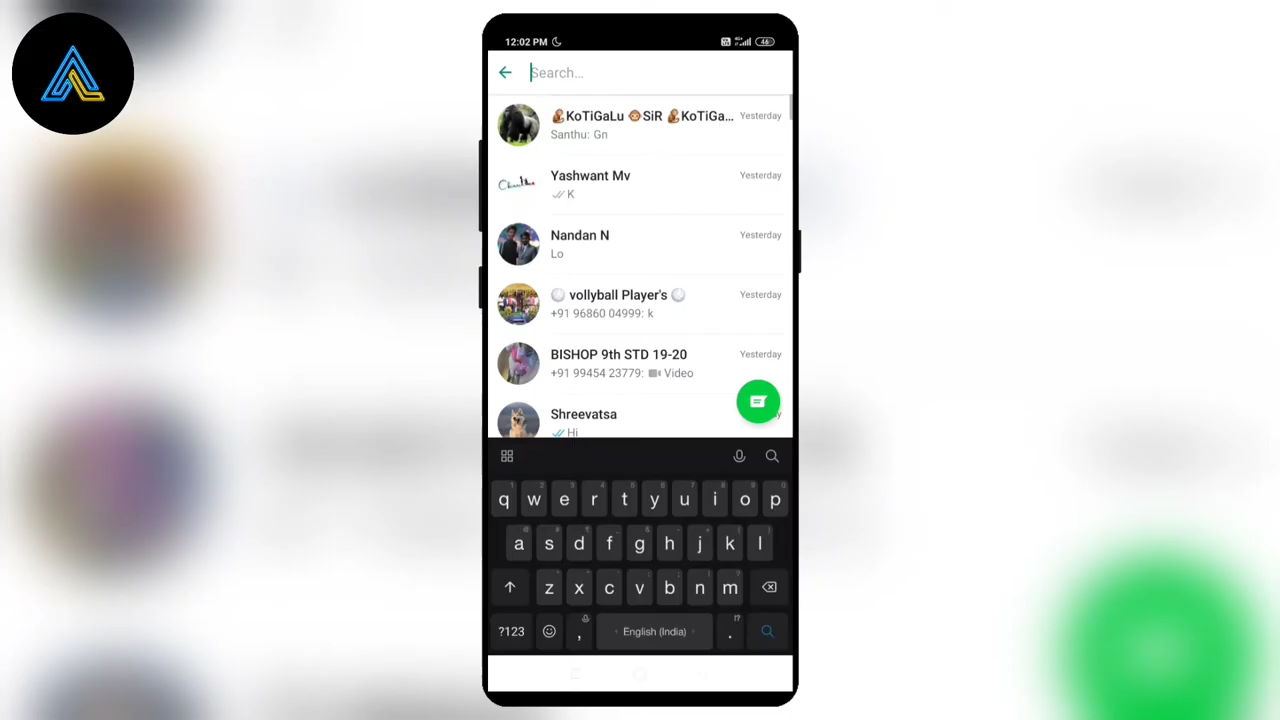 12:02 PM
46
Search...
🐒KoTiGaLu 🐵SiR 🐒KoTiGa...
Yesterday
Santhu: Gn
Yashwant Mv
Yesterday
K
Nandan N
Yesterday
Lo
vollyball Player's
Yesterday
+91 96860 04999: k
BISHOP 9th STD 19-20
Yesterday
+91 99454 23779: Video
Shreevatsa
Hi
q w e r t y u i o p
a s d f g h j k l
z x c v b n m
?123 , English (India) .